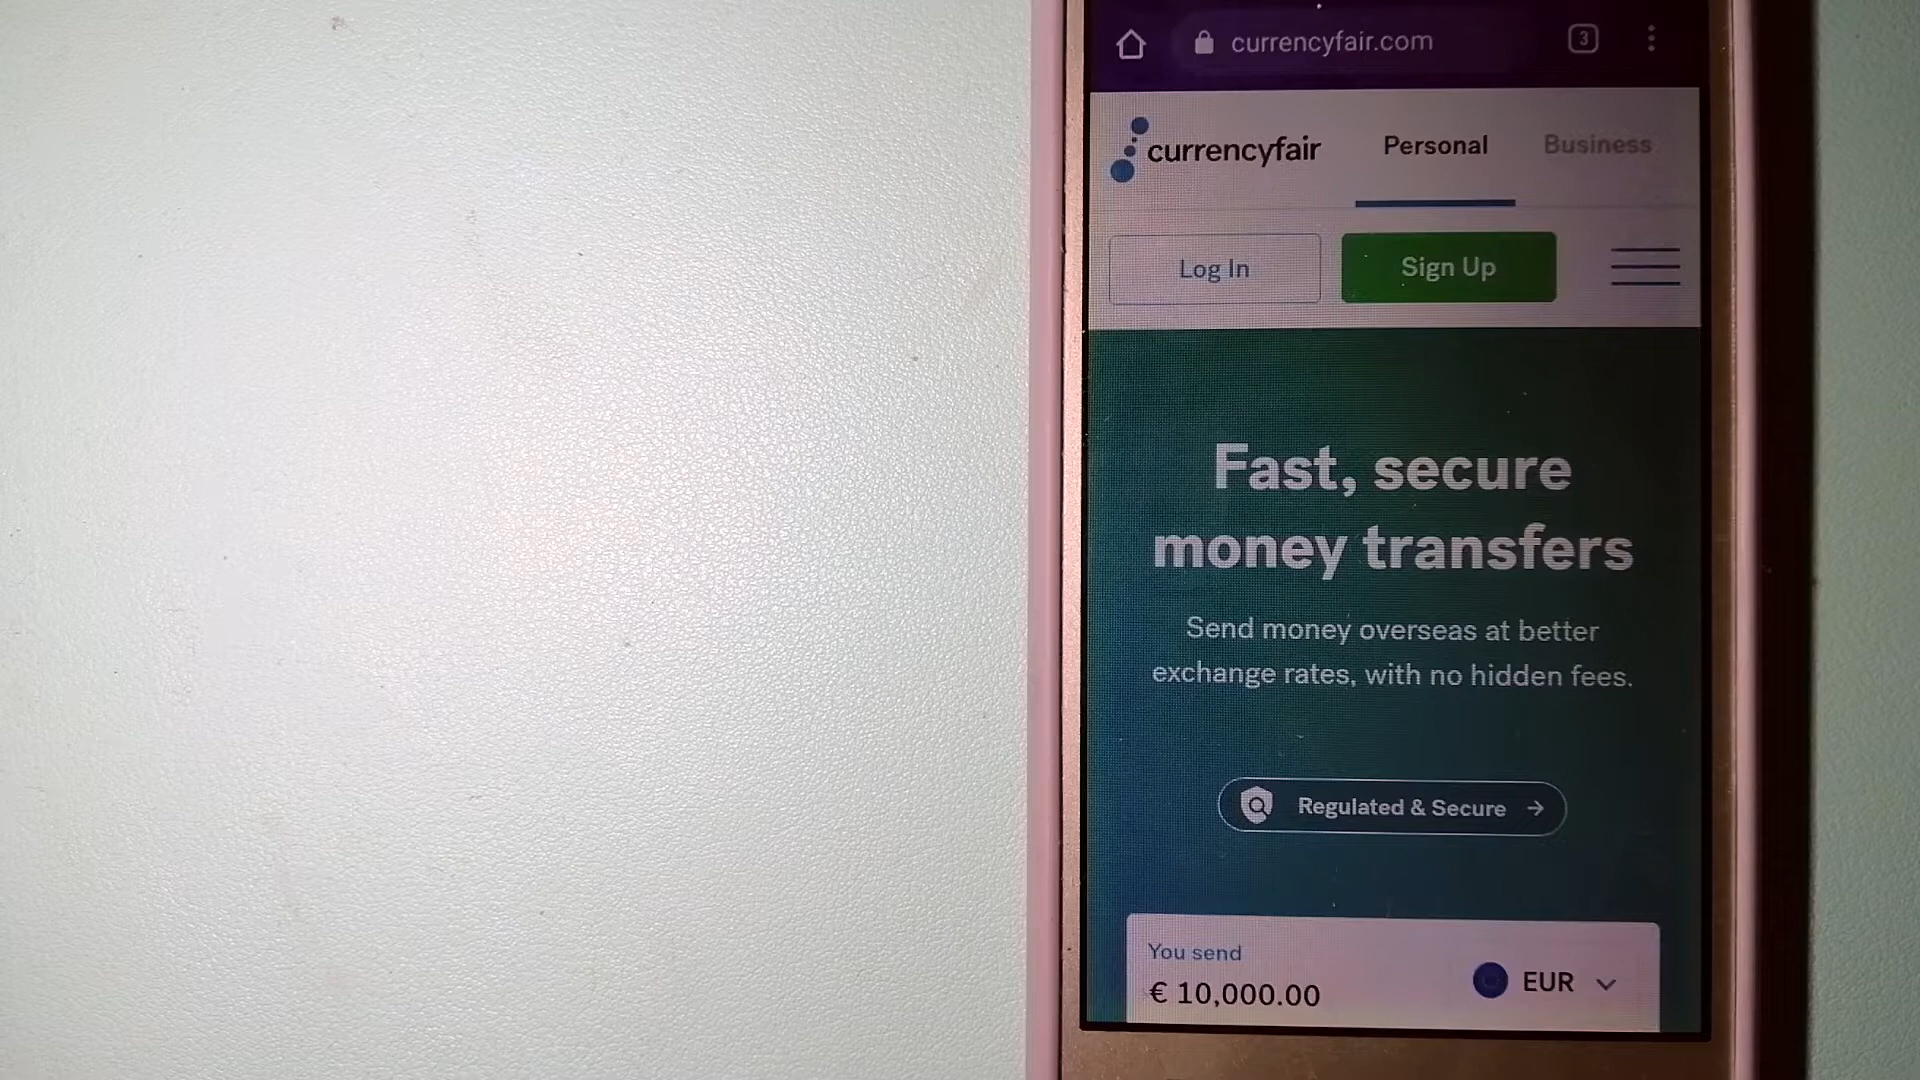 currencyfair.com 3
currencyfair Personal Business
Log In Sign Up
Fast, secure
money transfers
Send money overseas at better
exchange rates, with no hidden fees.
Regulated & Secure →
You send
€ 10,000.00 EUR